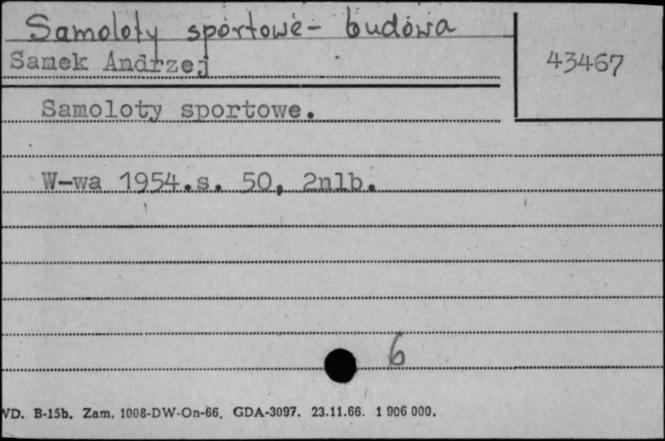 Samoloty sportowe - budowa
Samek Andrzej
43467
Samoloty sportowe.
W-wa 1954.s. 50, 2nlb.
6
VD. B-15b. Zam. 1008-DW-On-66. GDA-3097. 23.11.66. 1 906 000.